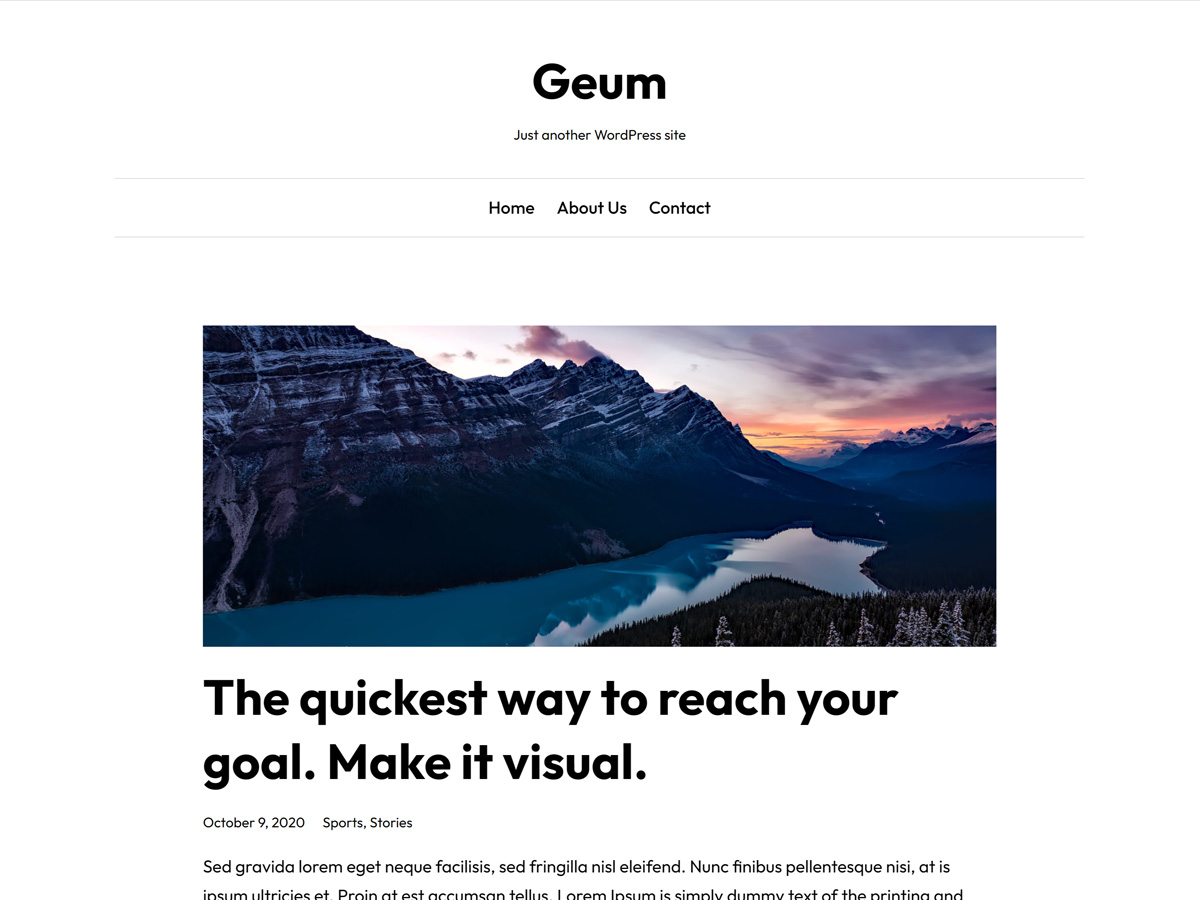 Geum
Just another WordPress site
Home About Us Contact
The quickest way to reach your
goal. Make it visual.
October 9, 2020 Sports, Stories
Sed gravida lorem eget neque facilisis, sed fringilla nisl eleifend. Nunc finibus pellentesque nisi, at is
ipsum ultricies et. Proin at est accumsan tellus. Lorem Ipsum is simply dummy text of the printing and